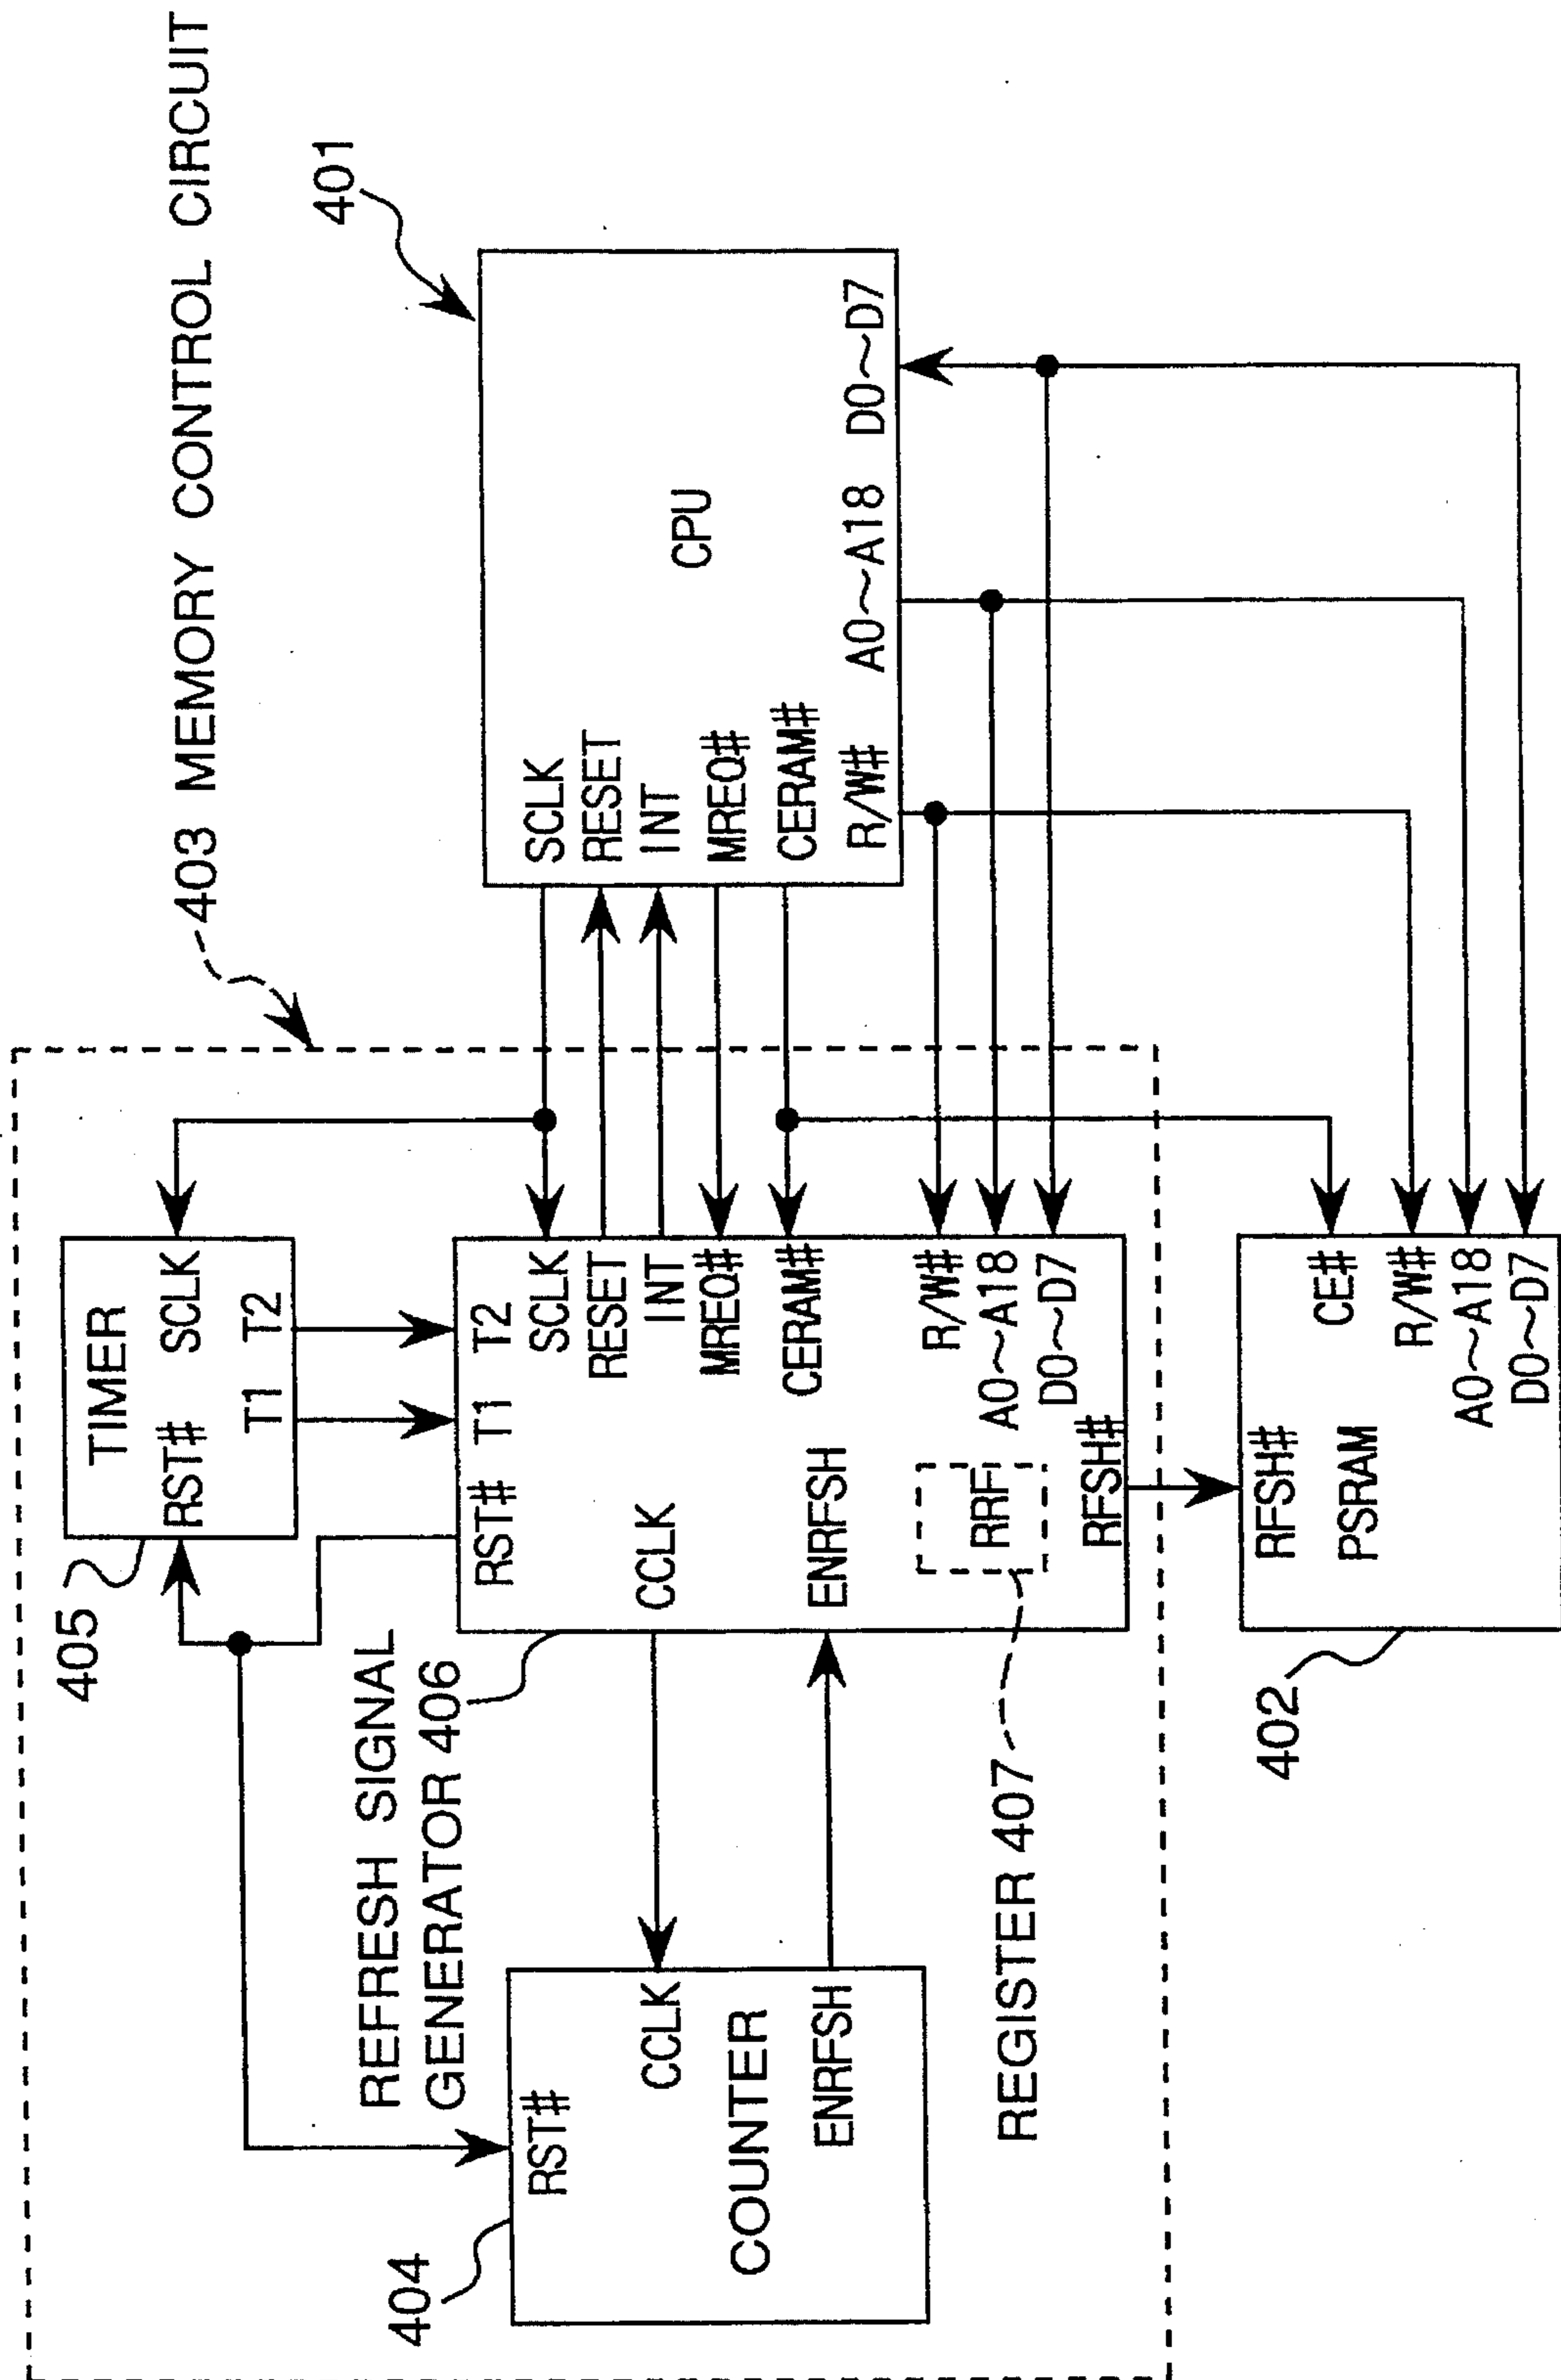 403 MEMORY CONTROL CIRCUIT
405
TIMER
RST#
SCLK
T1
T2
401
SCLK
RESET
INT
MREQ#
CERAM#
R/W#
CPU
A0~A18
D0~D7
REFRESH SIGNAL
GENERATOR 406
RST#
T1
T2
SCLK
RESET
INT
MREQ#
CERAM#
R/W#
A0~A18
D0~D7
CCLK
ENRFSH
RRF
RFSH#
404
RST#
CCLK
COUNTER
ENRFSH
REGISTER 407
402
RFSH#
PSRAM
CE#
R/W#
A0~A18
D0~D7